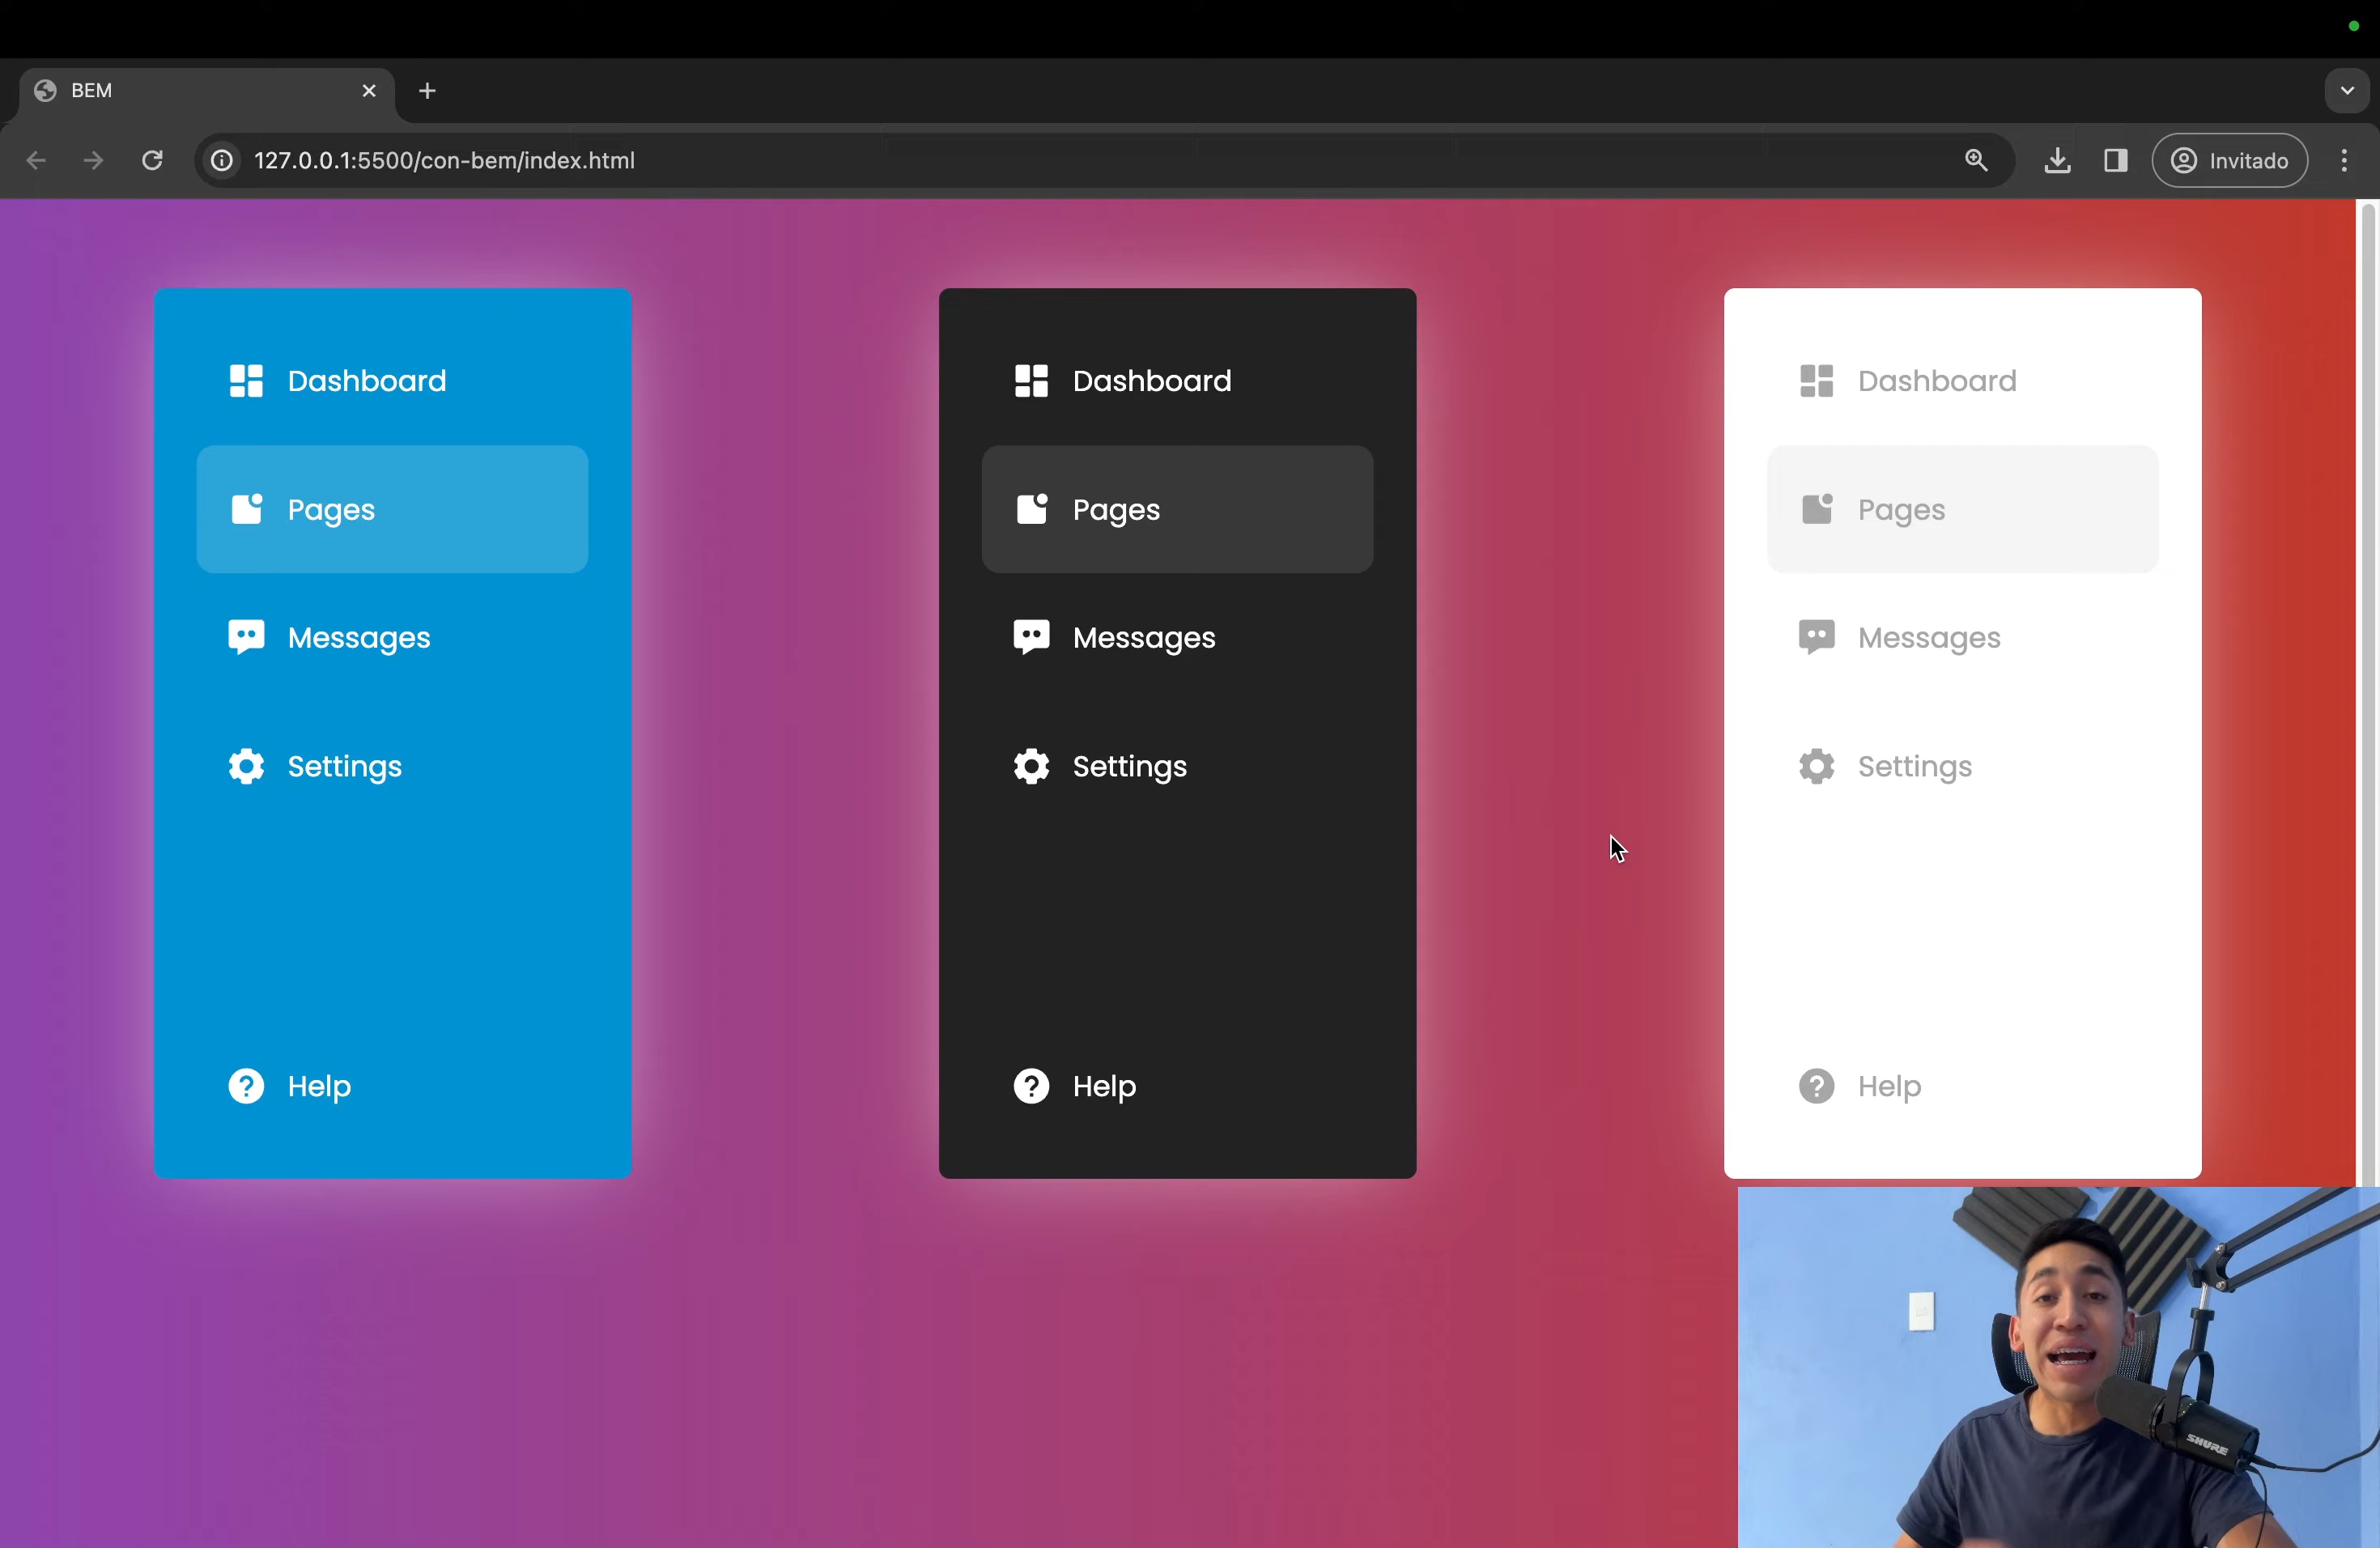 BEM
127.0.0.1:5500/con-bem/index.html
Invitado
Dashboard
Pages
Messages
Settings
Help
Dashboard
Pages
Messages
Settings
Help
Dashboard
Pages
Messages
Settings
Help
SHURE